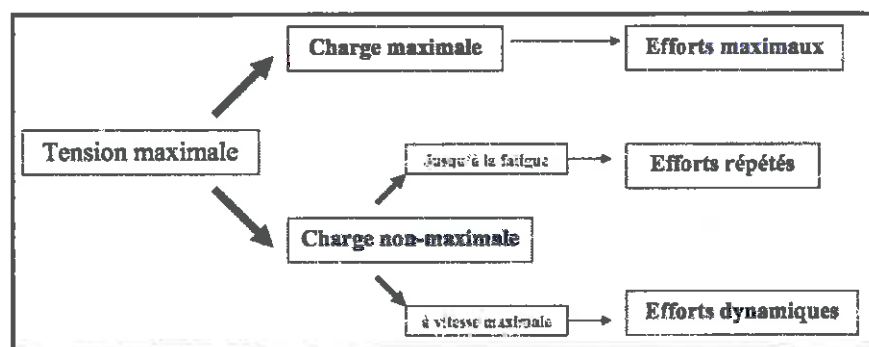 Charge maximale
Efforts maximaux
Tension maximale
Jusqu'à la fatigue
Efforts répétés
Charge non-maximale
à vitesse maximale
Efforts dynamiques